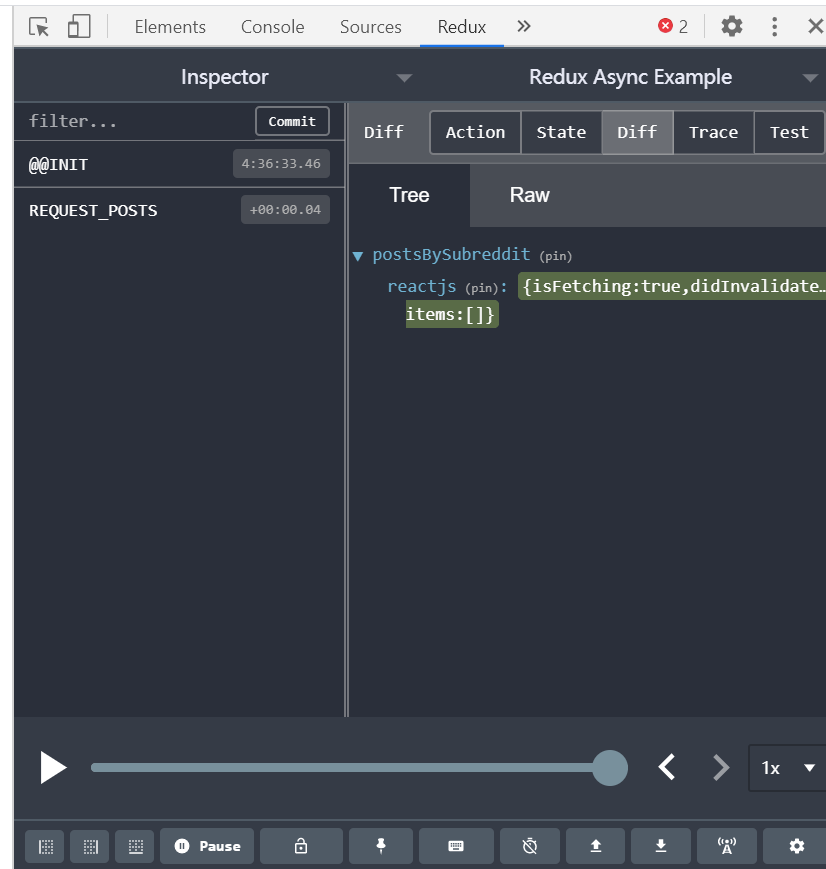 Elements Console Sources Redux 2
Inspector Redux Async Example
filter... Commit
Diff Action State Diff Trace Test
@@INIT 4:36:33.46
Tree Raw
REQUEST_POSTS +00:00.04
postsBySubreddit (pin)
reactjs (pin): {isFetching:true,didInvalidate…
items:[]}
1x
Pause